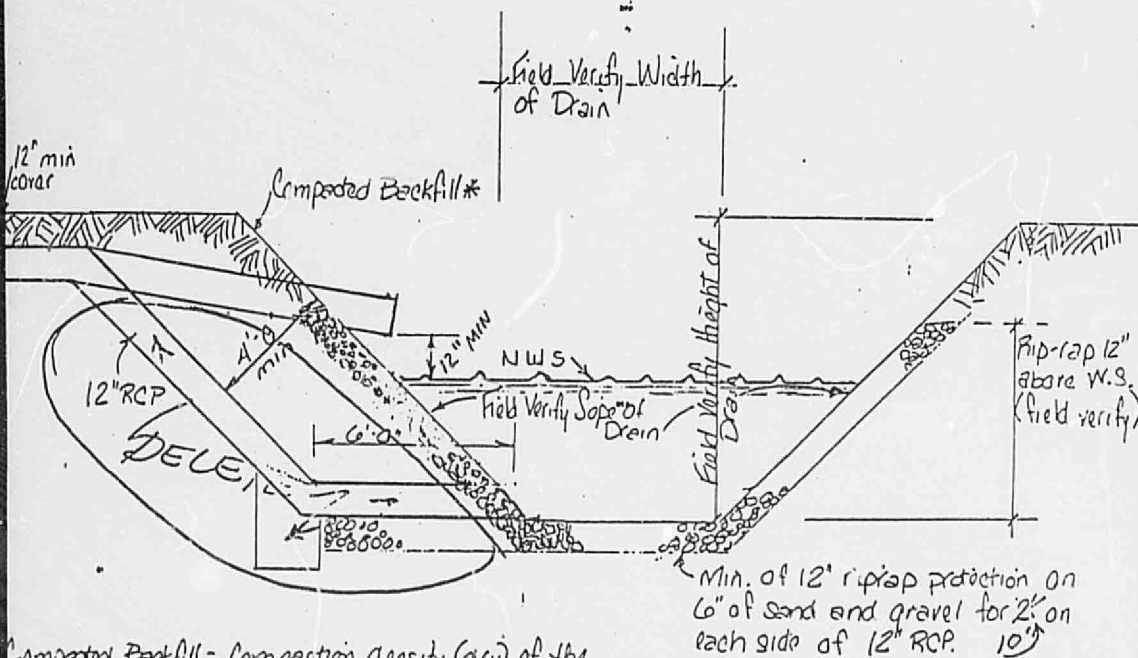 Field Verify Width
of Drain
12" min
cover
Compacted Backfill*
12" MIN
NWS
4'-0
min
12" RCP
DELE
6'-0"
Field Verify Sope of
Drain
Field Verify Height of
Drain
Rip-rap 12"
above W.S.
(field verify)
Min. of 12" riprap protection on
6" of sand and gravel for 2' on
each side of 12" RCP. 10'
Compacted Backfill = Compaction density (dry) of the